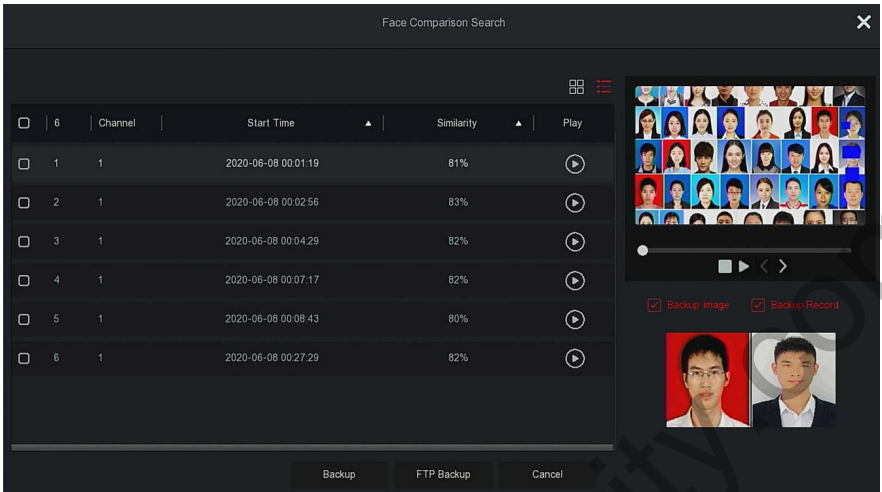 Face Comparison Search
6 Channel Start Time Similarity Play
1 1 2020-06-08 00:01:19 81%
2 1 2020-06-08 00:02:56 83%
3 1 2020-06-08 00:04:29 82%
4 1 2020-06-08 00:07:17 82%
5 1 2020-06-08 00:08:43 80%
6 1 2020-06-08 00:27:29 82%
Backup Image Backup Record
Backup FTP Backup Cancel